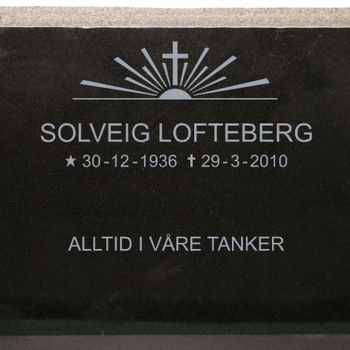 SOLVEIG LOFTEBERG
★ 30-12-1936 ✝ 29-3-2010
ALLTID I VÅRE TANKER